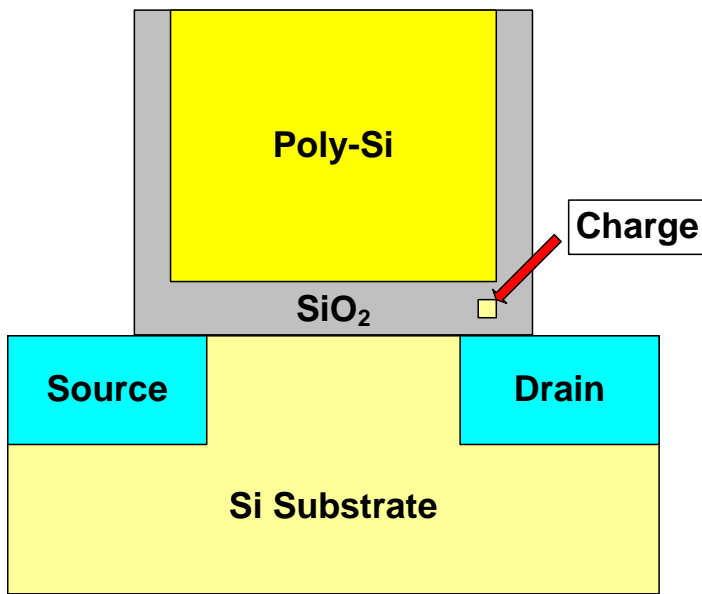 Poly-Si
Charge
SiO₂
Source
Drain
Si Substrate